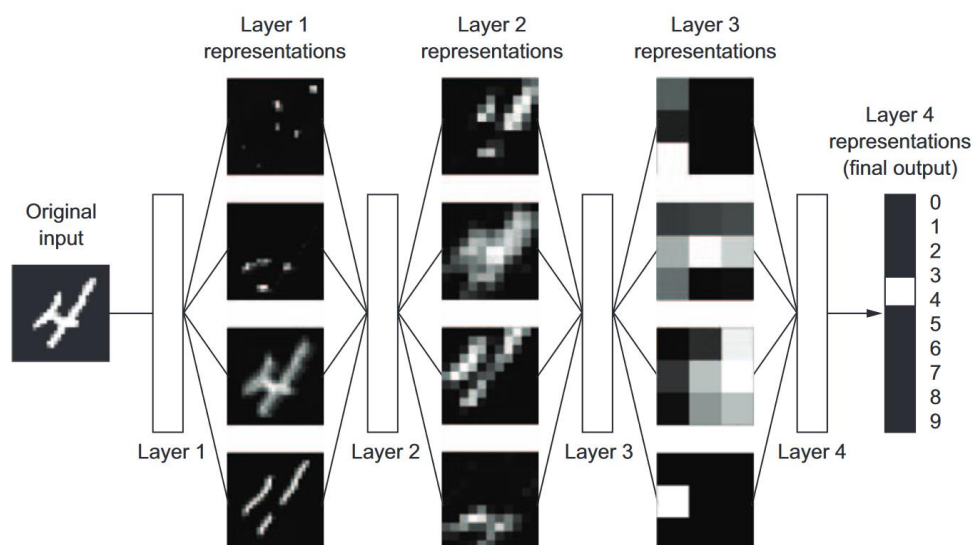 Layer 1
representations
Layer 2
representations
Layer 3
representations
Layer 4
representations
(final output)
Original
input
0
1
2
3
4
5
6
7
8
9
Layer 1
Layer 2
Layer 3
Layer 4